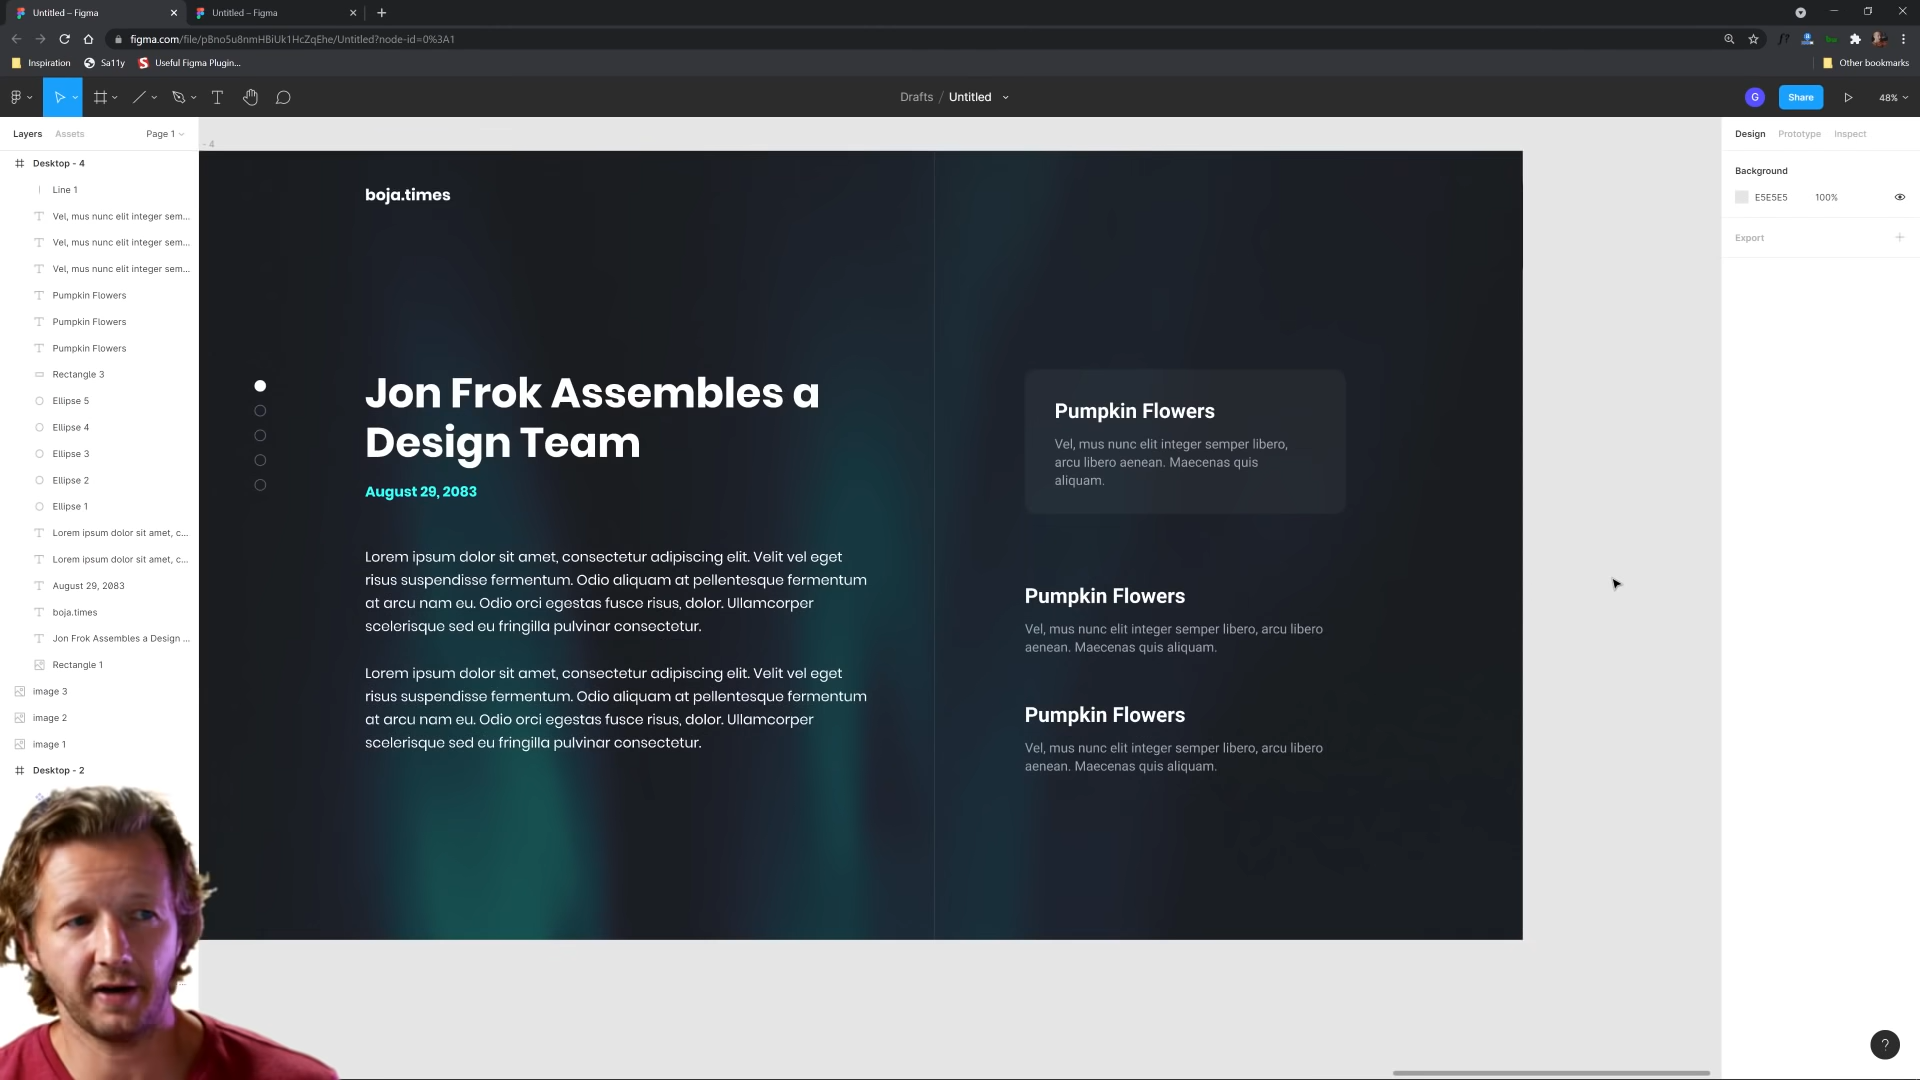 Untitled – Figma
Untitled – Figma
figma.com/file/pBno5u8nmHBiUk1HcZqEhe/Untitled?node-id=0%3A1
Inspiration
Sa11y
Useful Figma Plugin...
Other bookmarks
Drafts / Untitled
G
Share
48%
Layers
Assets
Page 1
Desktop - 4
Line 1
Vel, mus nunc elit integer sem...
Vel, mus nunc elit integer sem...
Vel, mus nunc elit integer sem...
Pumpkin Flowers
Pumpkin Flowers
Pumpkin Flowers
Rectangle 3
Ellipse 5
Ellipse 4
Ellipse 3
Ellipse 2
Ellipse 1
Lorem ipsum dolor sit amet, c...
Lorem ipsum dolor sit amet, c...
August 29, 2083
boja.times
Jon Frok Assembles a Design ...
Rectangle 1
image 3
image 2
image 1
Desktop - 2
- 4
boja.times
Jon Frok Assembles a
Design Team
August 29, 2083
Lorem ipsum dolor sit amet, consectetur adipiscing elit. Velit vel eget
risus suspendisse fermentum. Odio aliquam at pellentesque fermentum
at arcu nam eu. Odio orci egestas fusce risus, dolor. Ullamcorper
scelerisque sed eu fringilla pulvinar consectetur.
Lorem ipsum dolor sit amet, consectetur adipiscing elit. Velit vel eget
risus suspendisse fermentum. Odio aliquam at pellentesque fermentum
at arcu nam eu. Odio orci egestas fusce risus, dolor. Ullamcorper
scelerisque sed eu fringilla pulvinar consectetur.
Pumpkin Flowers
Vel, mus nunc elit integer semper libero,
arcu libero aenean. Maecenas quis
aliquam.
Pumpkin Flowers
Vel, mus nunc elit integer semper libero, arcu libero
aenean. Maecenas quis aliquam.
Pumpkin Flowers
Vel, mus nunc elit integer semper libero, arcu libero
aenean. Maecenas quis aliquam.
Design
Prototype
Inspect
Background
E5E5E5
100%
Export
?